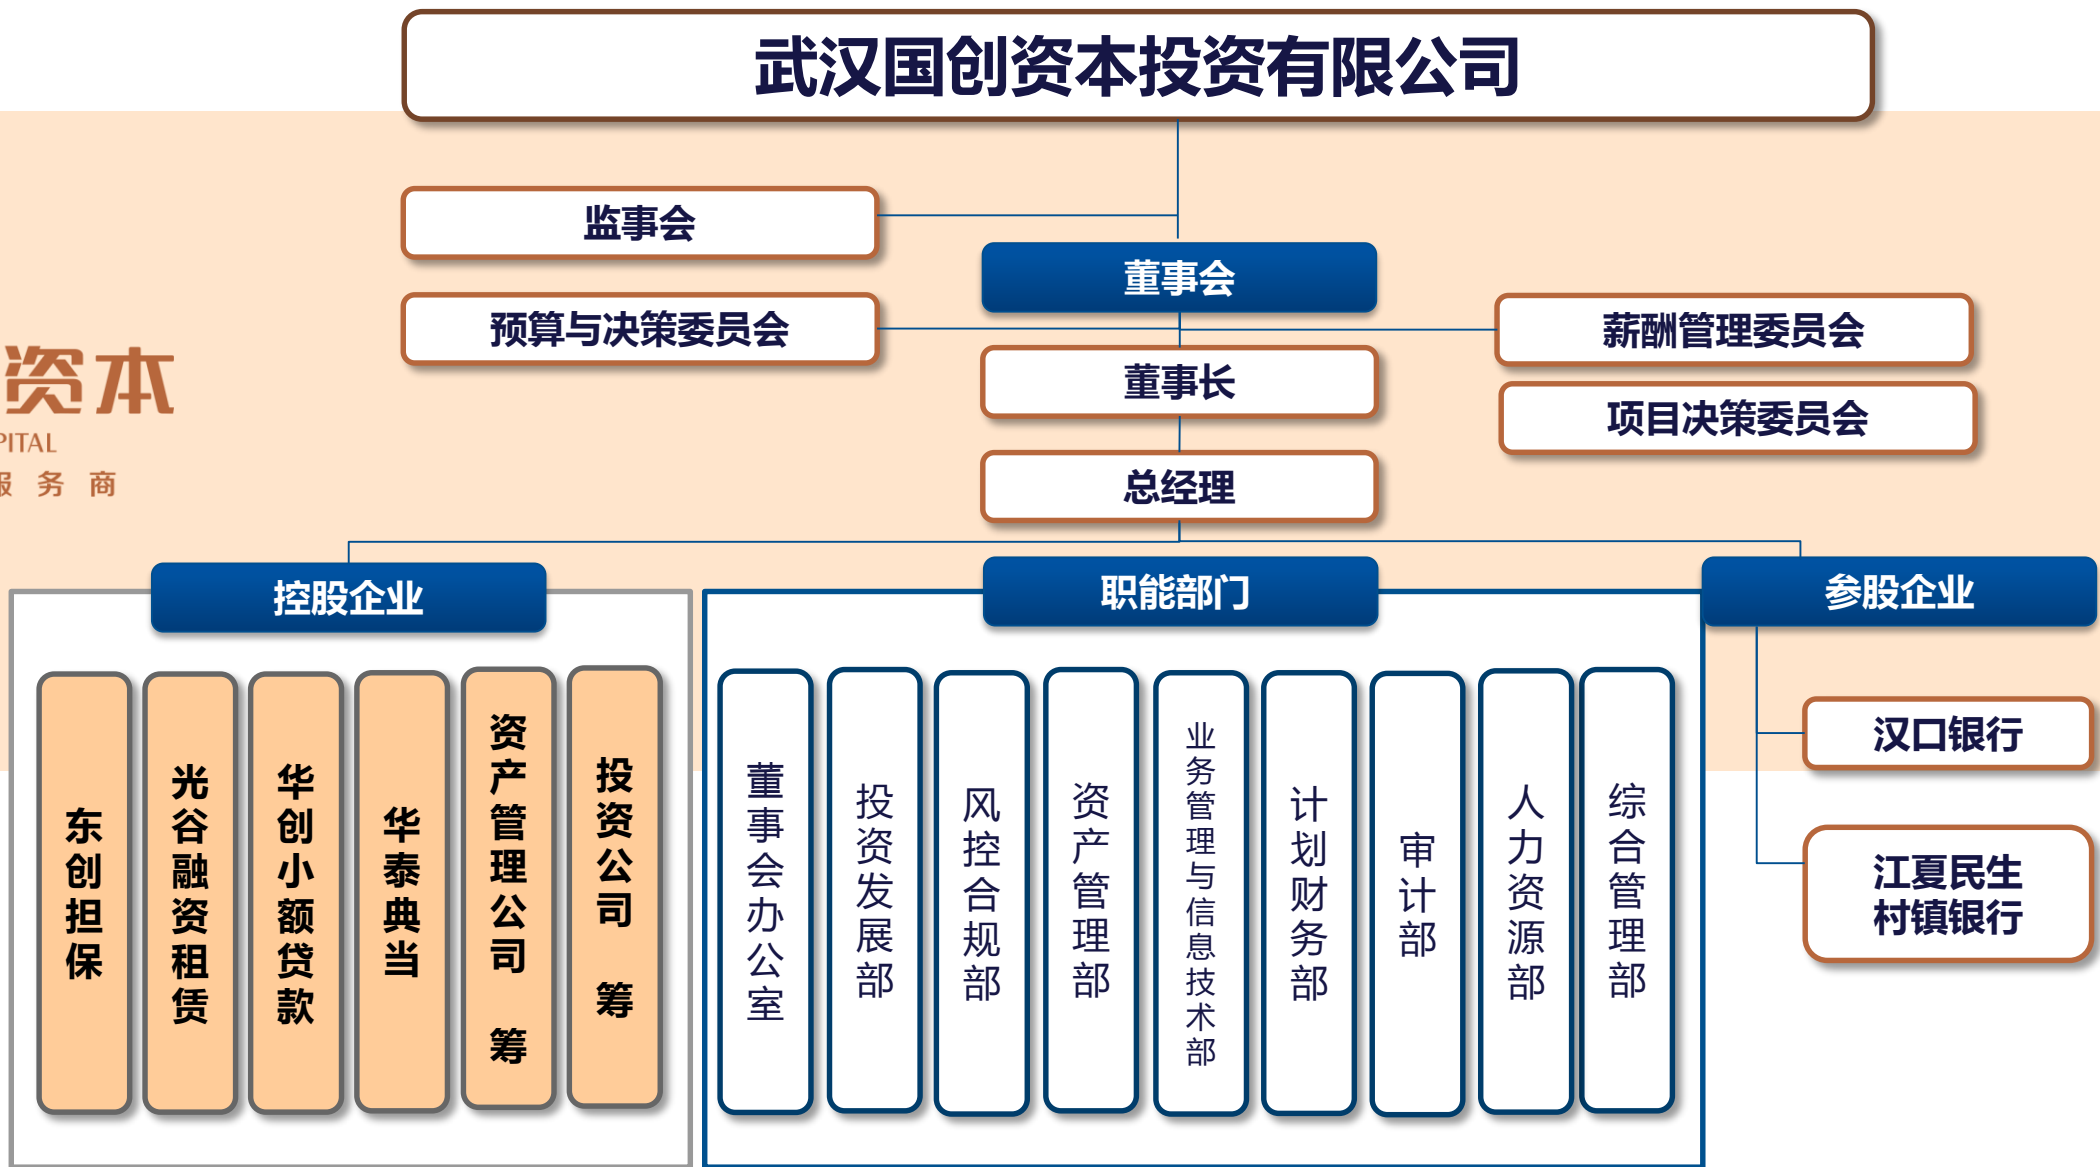 武汉国创资本投资有限公司
监事会
董事会
预算与决策委员会
薪酬管理委员会
董事长
项目决策委员会
资本
PITAL
服务商
总经理
控股企业
职能部门
参股企业
东创担保
光谷融资租赁
华创小额贷款
华泰典当
资产管理公司 筹
投资公司 筹
董事会办公室
投资发展部
风控合规部
资产管理部
业务管理与信息技术部
计划财务部
审计部
人力资源部
综合管理部
汉口银行
江夏民生
村镇银行